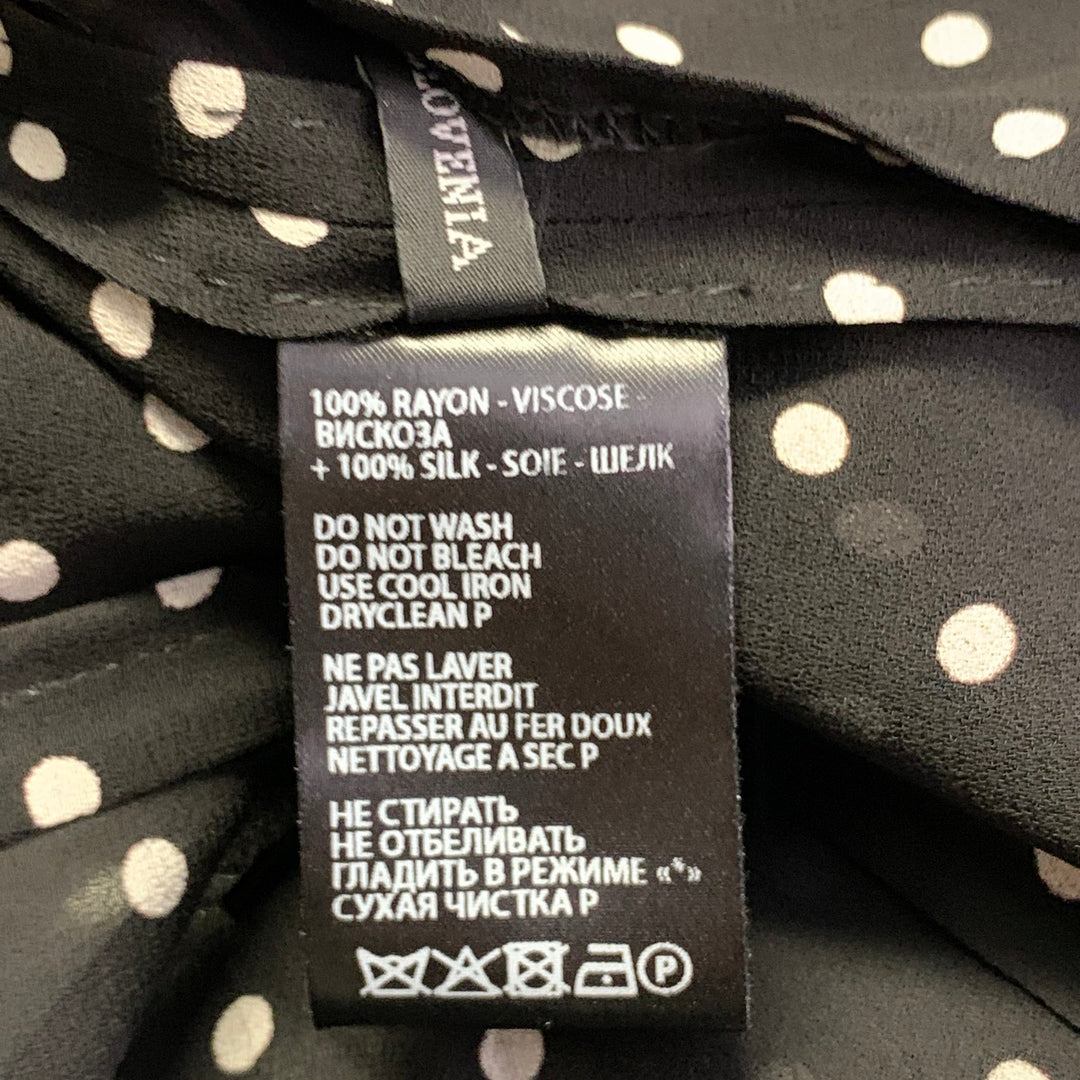 LOVENIA
100% RAYON - VISCOSE -
ВИСКОЗА
+ 100% SILK - SOIE - ШЕЛК
DO NOT WASH
DO NOT BLEACH
USE COOL IRON
DRYCLEAN P
NE PAS LAVER
JAVEL INTERDIT
REPASSER AU FER DOUX
NETTOYAGE A SEC P
НЕ СТИРАТЬ
НЕ ОТБЕЛИВАТЬ
ГЛАДИТЬ В РЕЖИМЕ «*»
СУХАЯ ЧИСТКА P
P